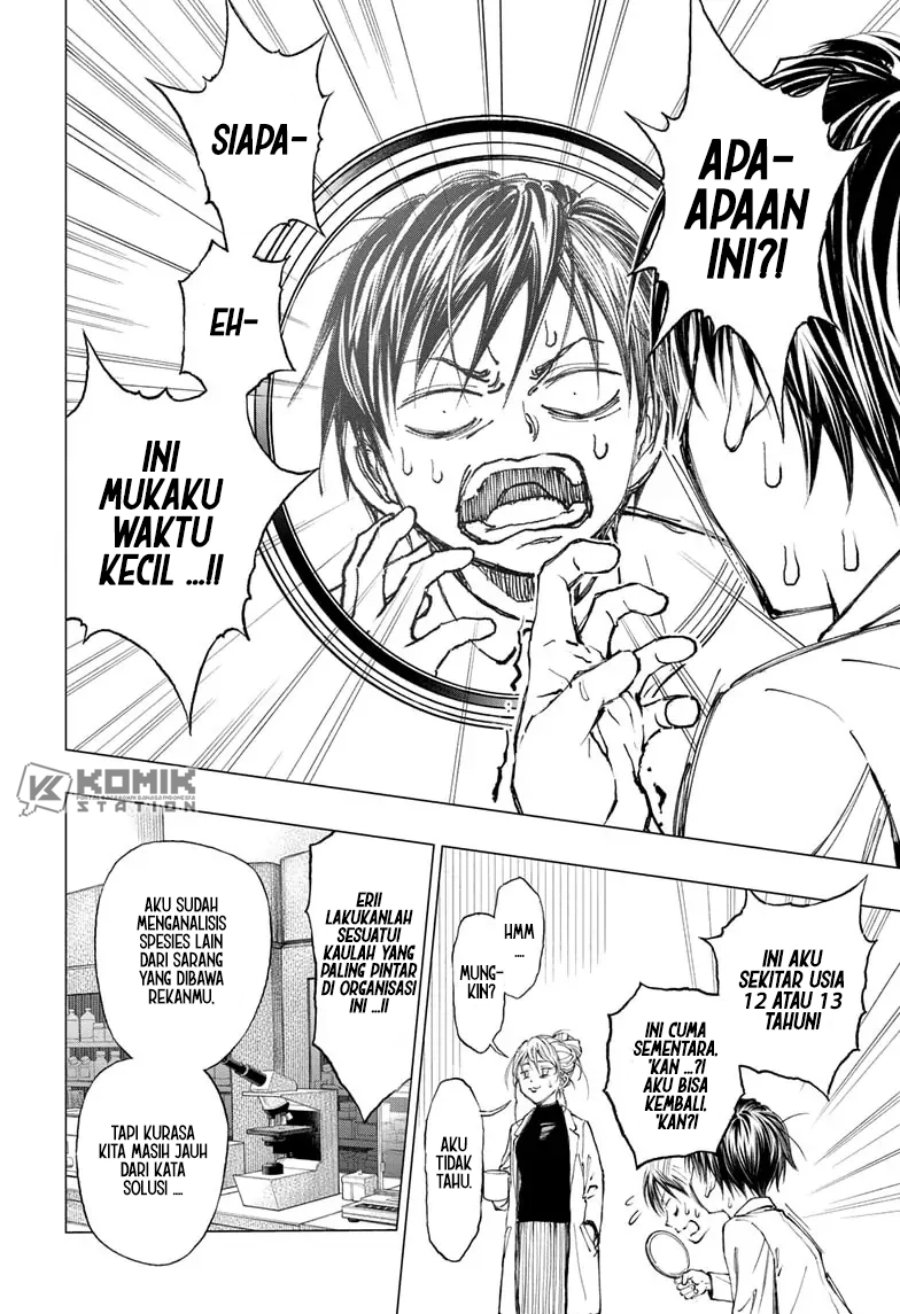 APA-
APAAN
INI?!
SIAPA-
EH-
INI
MUKAKU
WAKTU
KECIL ...!!
KOMIK
STATION
INI AKU
SEKITAR USIA
12 ATAU 13
TAHUN!
INI CUMA
SEMENTARA,
'KAN ...?!
AKU BISA
KEMBALI,
'KAN?!
HMM
....
MUNG-
KIN?
AKU
TIDAK
TAHU.
ERII
LAKUKANLAH
SESUATU!
KAULAH YANG
PALING PINTAR
DI ORGANISASI
INI ...!!
AKU SUDAH
MENGANALISIS
SPESIES LAIN
DARI SARANG
YANG DIBAWA
REKANMU,
TAPI KURASA
KITA MASIH JAUH
DARI KATA
SOLUSI ....